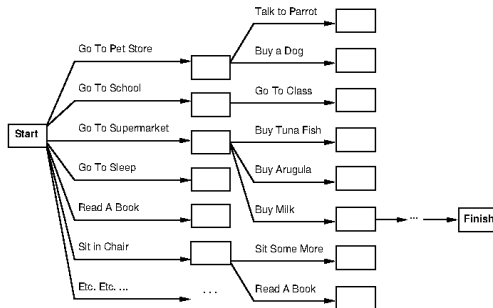 Talk to Parrot
Go To Pet Store
Buy a Dog
Go To School
Go To Class
Start
Go To Supermarket
Buy Tuna Fish
Go To Sleep
Buy Arugula
Read A Book
Buy Milk
...
Finish
Sit in Chair
Sit Some More
Etc. Etc. ...
. . .
Read A Book